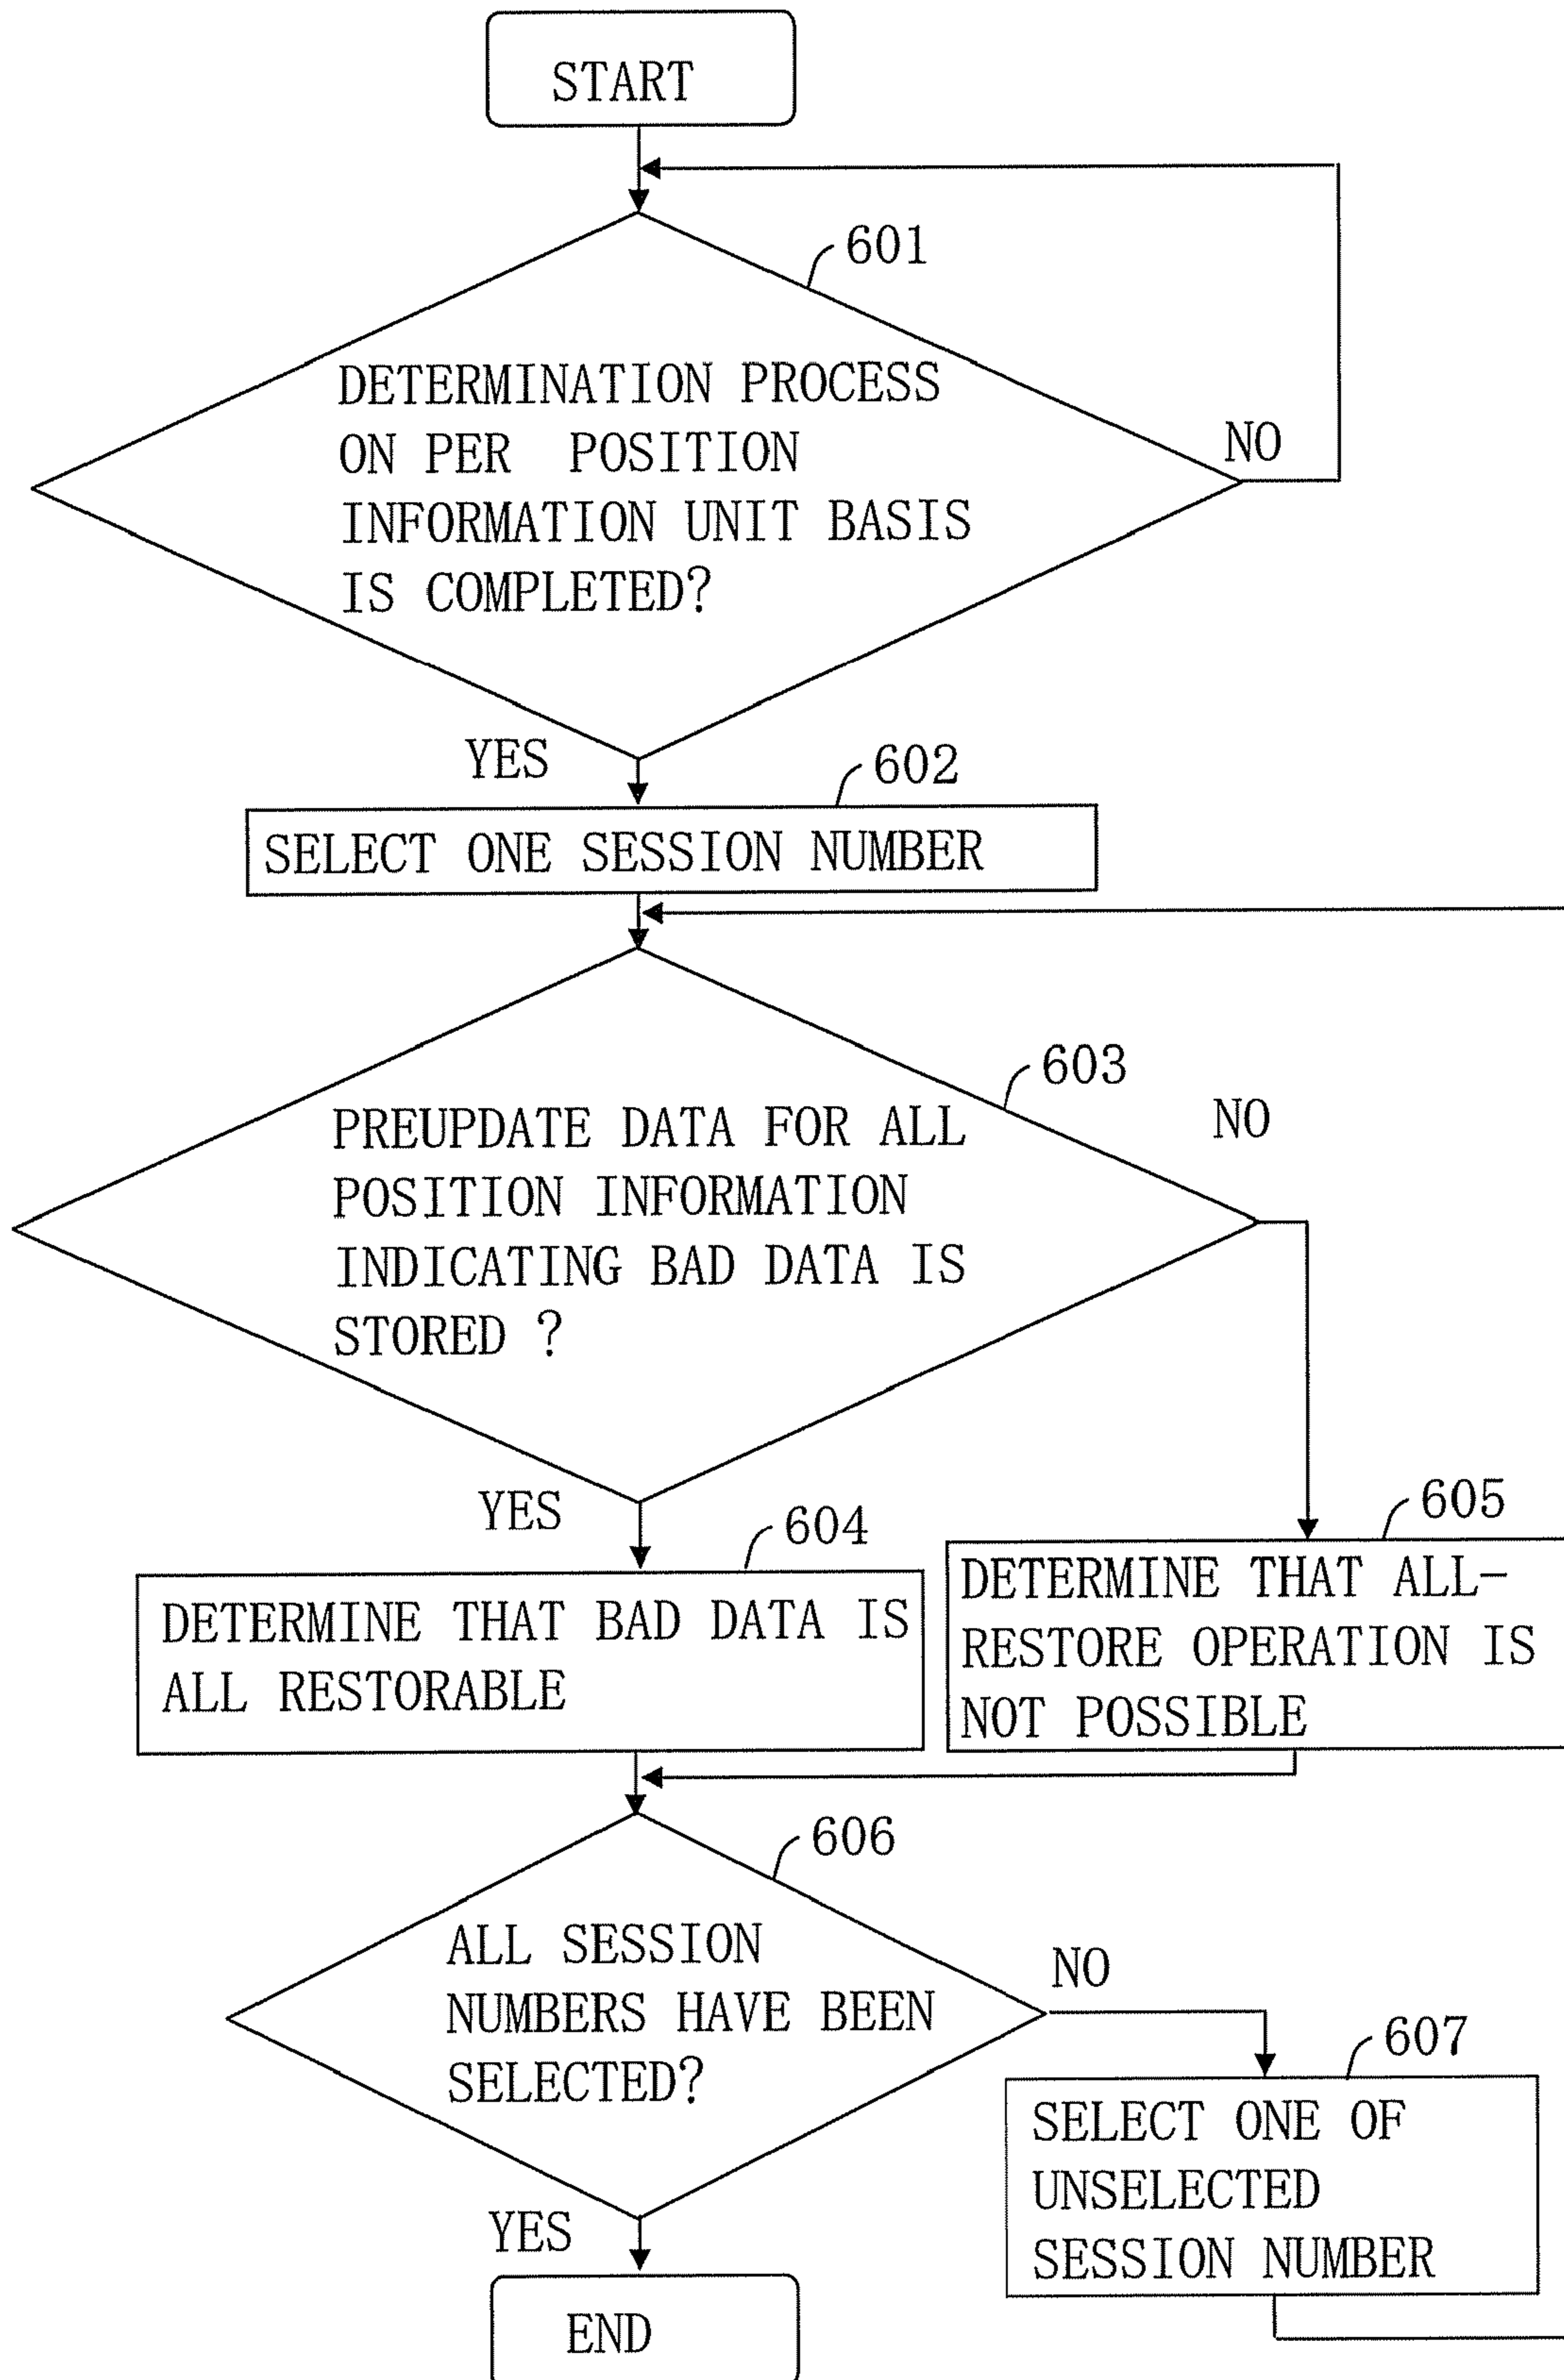 START
601
DETERMINATION PROCESS
ON PER POSITION
INFORMATION UNIT BASIS
IS COMPLETED?
NO
YES
602
SELECT ONE SESSION NUMBER
603
PREUPDATE DATA FOR ALL
POSITION INFORMATION
INDICATING BAD DATA IS
STORED ?
NO
YES
604
DETERMINE THAT BAD DATA IS
ALL RESTORABLE
605
DETERMINE THAT ALL-
RESTORE OPERATION IS
NOT POSSIBLE
606
ALL SESSION
NUMBERS HAVE BEEN
SELECTED?
NO
607
SELECT ONE OF
UNSELECTED
SESSION NUMBER
YES
END